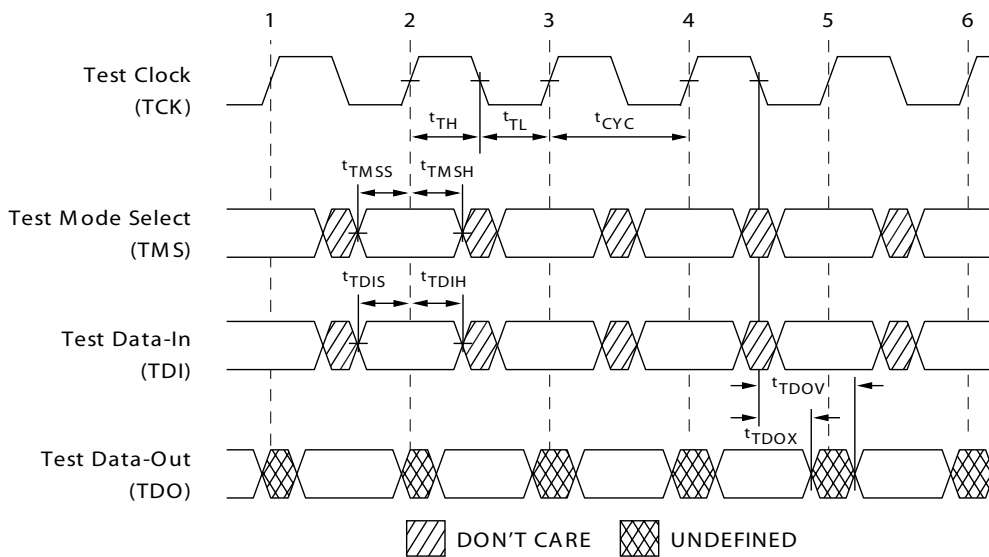 1 2 3 4 5 6
Test Clock
(TCK)
tTH tTL tCYC
tTMSS tTMSH
Test Mode Select
(TMS)
tTDIS tTDIH
Test Data-In
(TDI)
tTDOV
tTDOX
Test Data-Out
(TDO)
DON'T CARE UNDEFINED